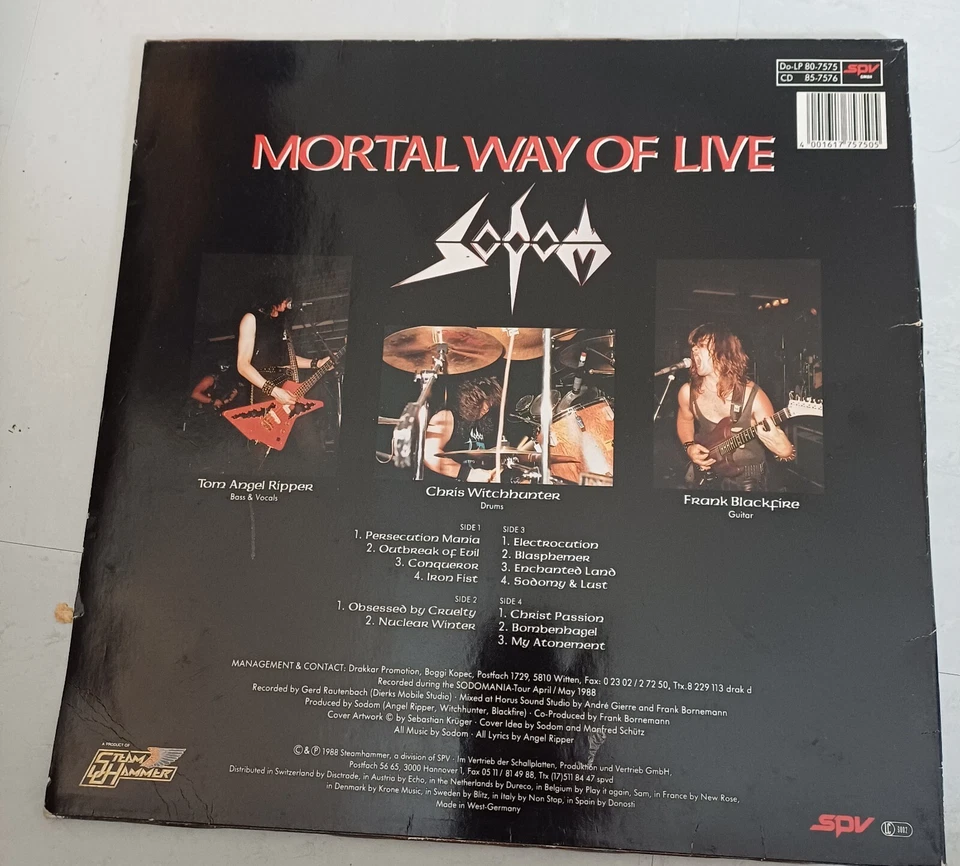 Do-LP 80-7575
CD 85-7576
SPV
4 001617 757505
MORTAL WAY OF LIVE
SODOM
Tom Angel Ripper
Bass & Vocals
Chris Witchhunter
Drums
Frank Blackfire
Guitar
SIDE 1
1. Persecution Mania
2. Outbreak of Evil
3. Conqueror
4. Iron Fist
SIDE 2
1. Obsessed by Cruelty
2. Nuclear Winter
SIDE 3
1. Electrocution
2. Blasphemer
3. Enchanted Land
4. Sodomy & Lust
SIDE 4
1. Christ Passion
2. Bombenhagel
3. My Atonement
MANAGEMENT & CONTACT: Drakkar Promotion, Boggi Kopec, Postfach 1729, 5810 Witten, Fax: 0 23 02 / 2 72 50, Ttx.8 229 113 drak d
Recorded during the SODOMANIA-Tour April / May 1988
Recorded by Gerd Rautenbach (Dierks Mobile Studio) · Mixed at Horus Sound Studio by André Gierre and Frank Bornemann
Produced by Sodom (Angel Ripper, Witchhunter, Blackfire) · Co-Produced by Frank Bornemann
Cover Artwork © by Sebastian Krüger · Cover Idea by Sodom and Manfred Schütz
All Music by Sodom · All Lyrics by Angel Ripper
© & ℗ 1988 Steamhammer, a division of SPV · Im Vertrieb der Schallplatten, Produktion und Vertrieb GmbH,
Postfach 56 65, 3000 Hannover 1, Fax 05 11 / 81 49 88, Ttx (17)511 84 47 spvd
Distributed in Switzerland by Disctrade, in Austria by Echo, in the Netherlands by Dureco, in Belgium by Play it again, Sam, in France by New Rose,
in Denmark by Krone Music, in Sweden by Blitz, in Italy by Non Stop, in Spain by Donosti
Made in West-Germany
A PRODUCT OF
STEAM
HAMMER
SPV
LC